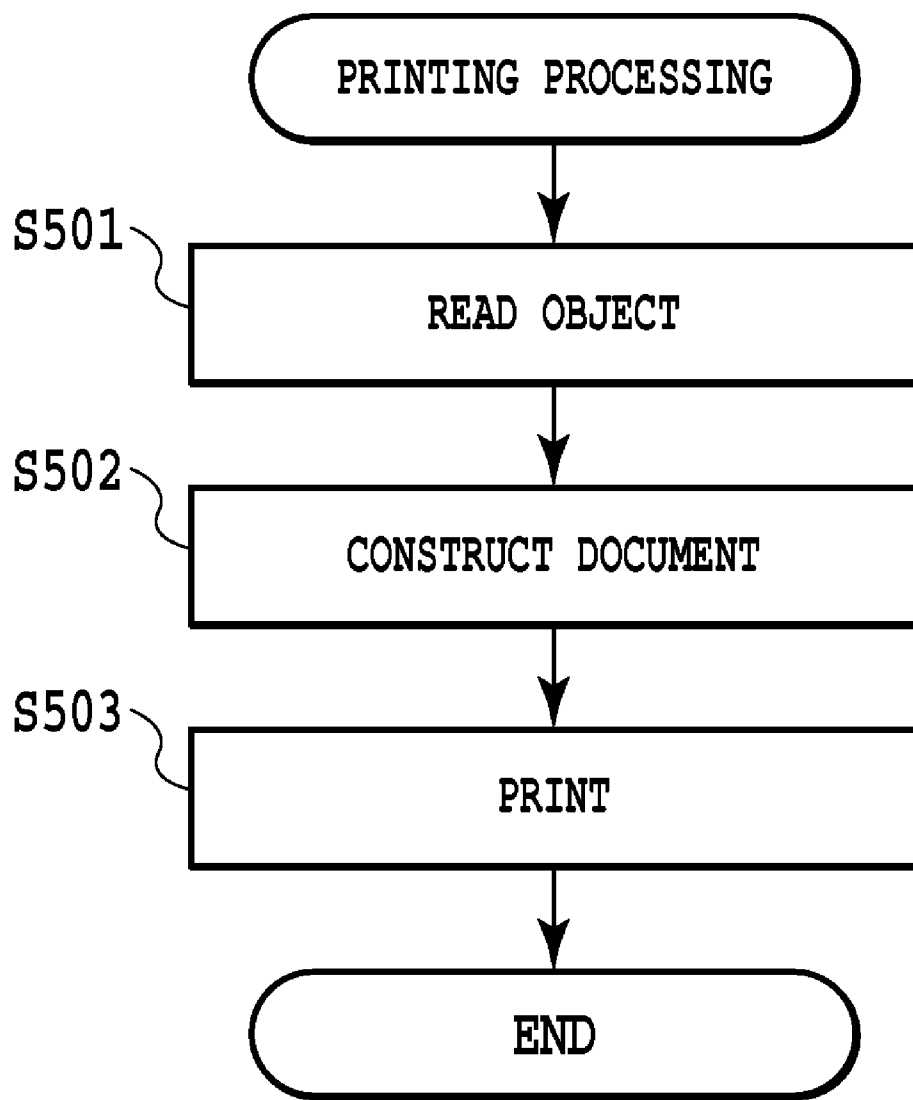 PRINTING PROCESSING
S501
READ OBJECT
S502
CONSTRUCT DOCUMENT
S503
PRINT
END